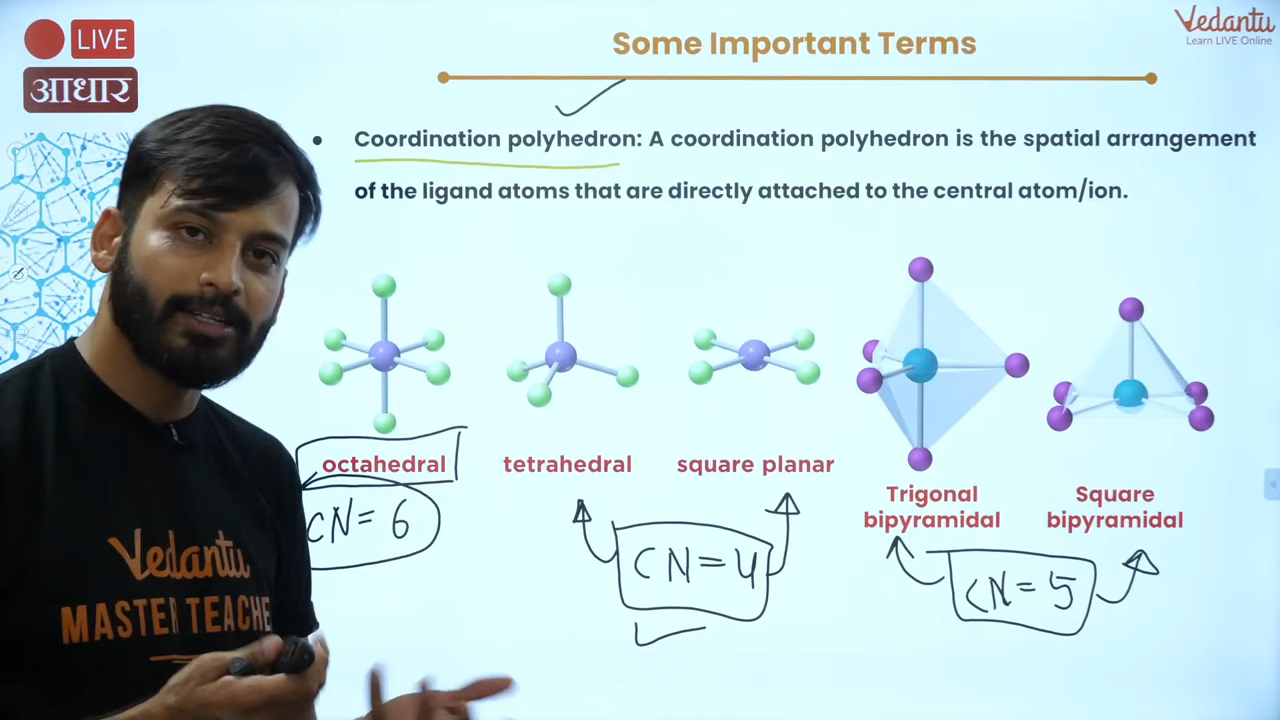 LIVE
आधार
Vedantu
Learn LIVE Online
Some Important Terms
• Coordination polyhedron: A coordination polyhedron is the spatial arrangement
of the ligand atoms that are directly attached to the central atom/ion.
octahedral
tetrahedral
square planar
Trigonal
bipyramidal
Square
bipyramidal
CN = 6
CN = 4
CN = 5
Vedantu
MASTER TEACHE